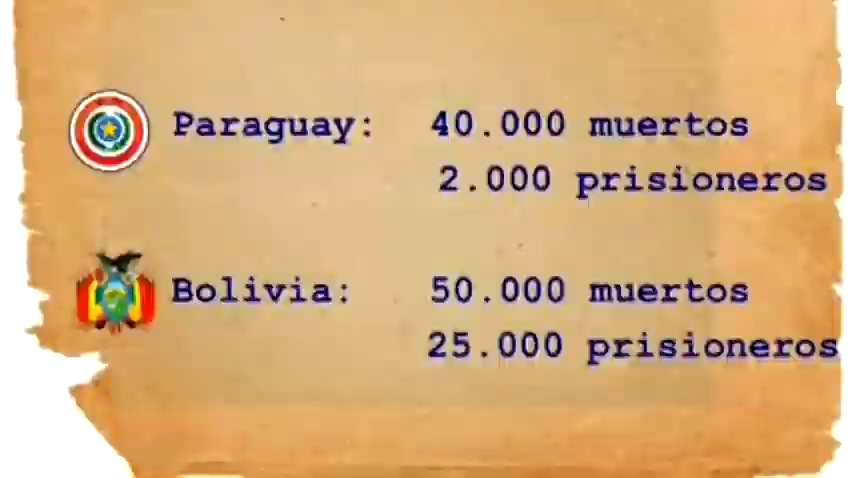 Paraguay: 40.000 muertos
2.000 prisioneros
Bolivia: 50.000 muertos
25.000 prisioneros